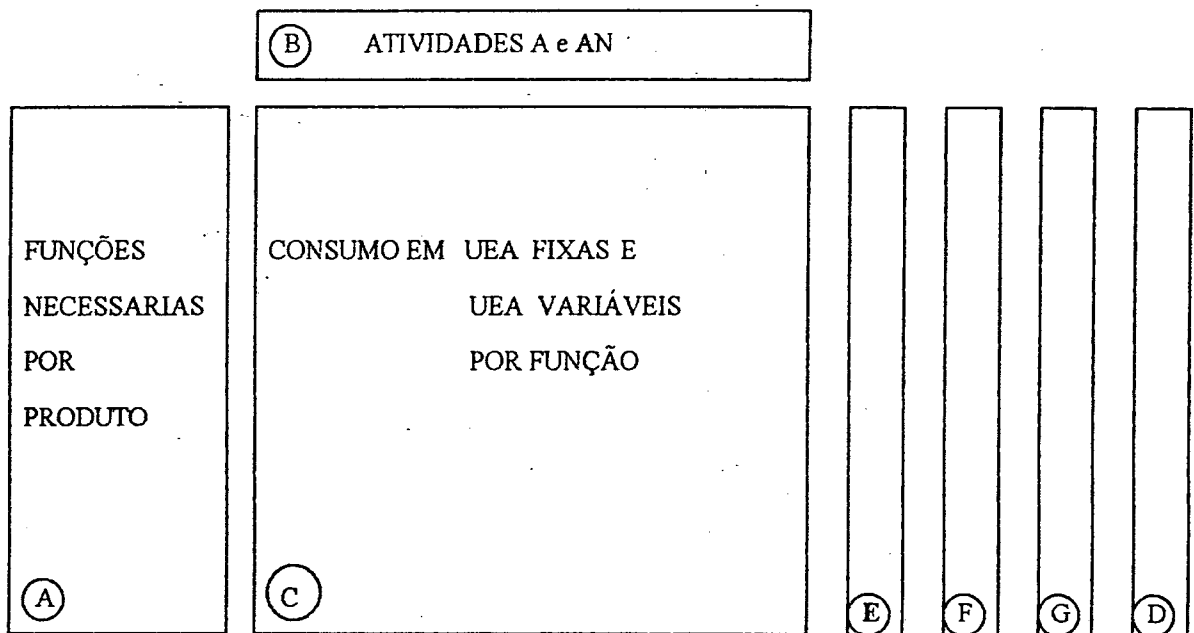 B ATIVIDADES A e AN
FUNÇÕES
NECESSARIAS
POR
PRODUTO
A
CONSUMO EM UEA FIXAS E
UEA VARIÁVEIS
POR FUNÇÃO
C
E
F
G
D